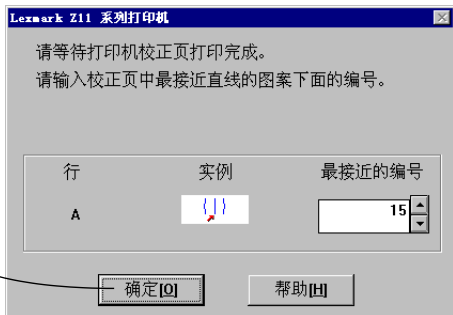 Lexmark Z11 系列打印机
请等待打印机校正页打印完成。
请输入校正页中最接近直线的图案下面的编号。
行 实例 最接近的编号
A 15
确定[O] 帮助[H]